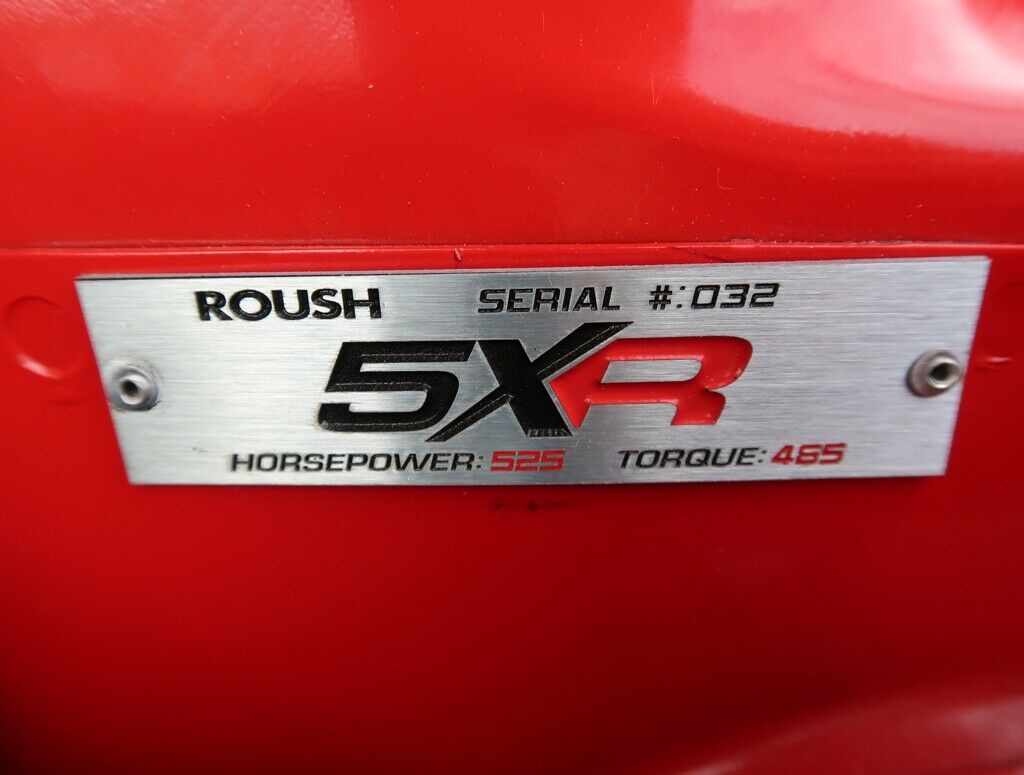 ROUSH SERIAL #:032
5XR
HORSEPOWER: 525 TORQUE: 465